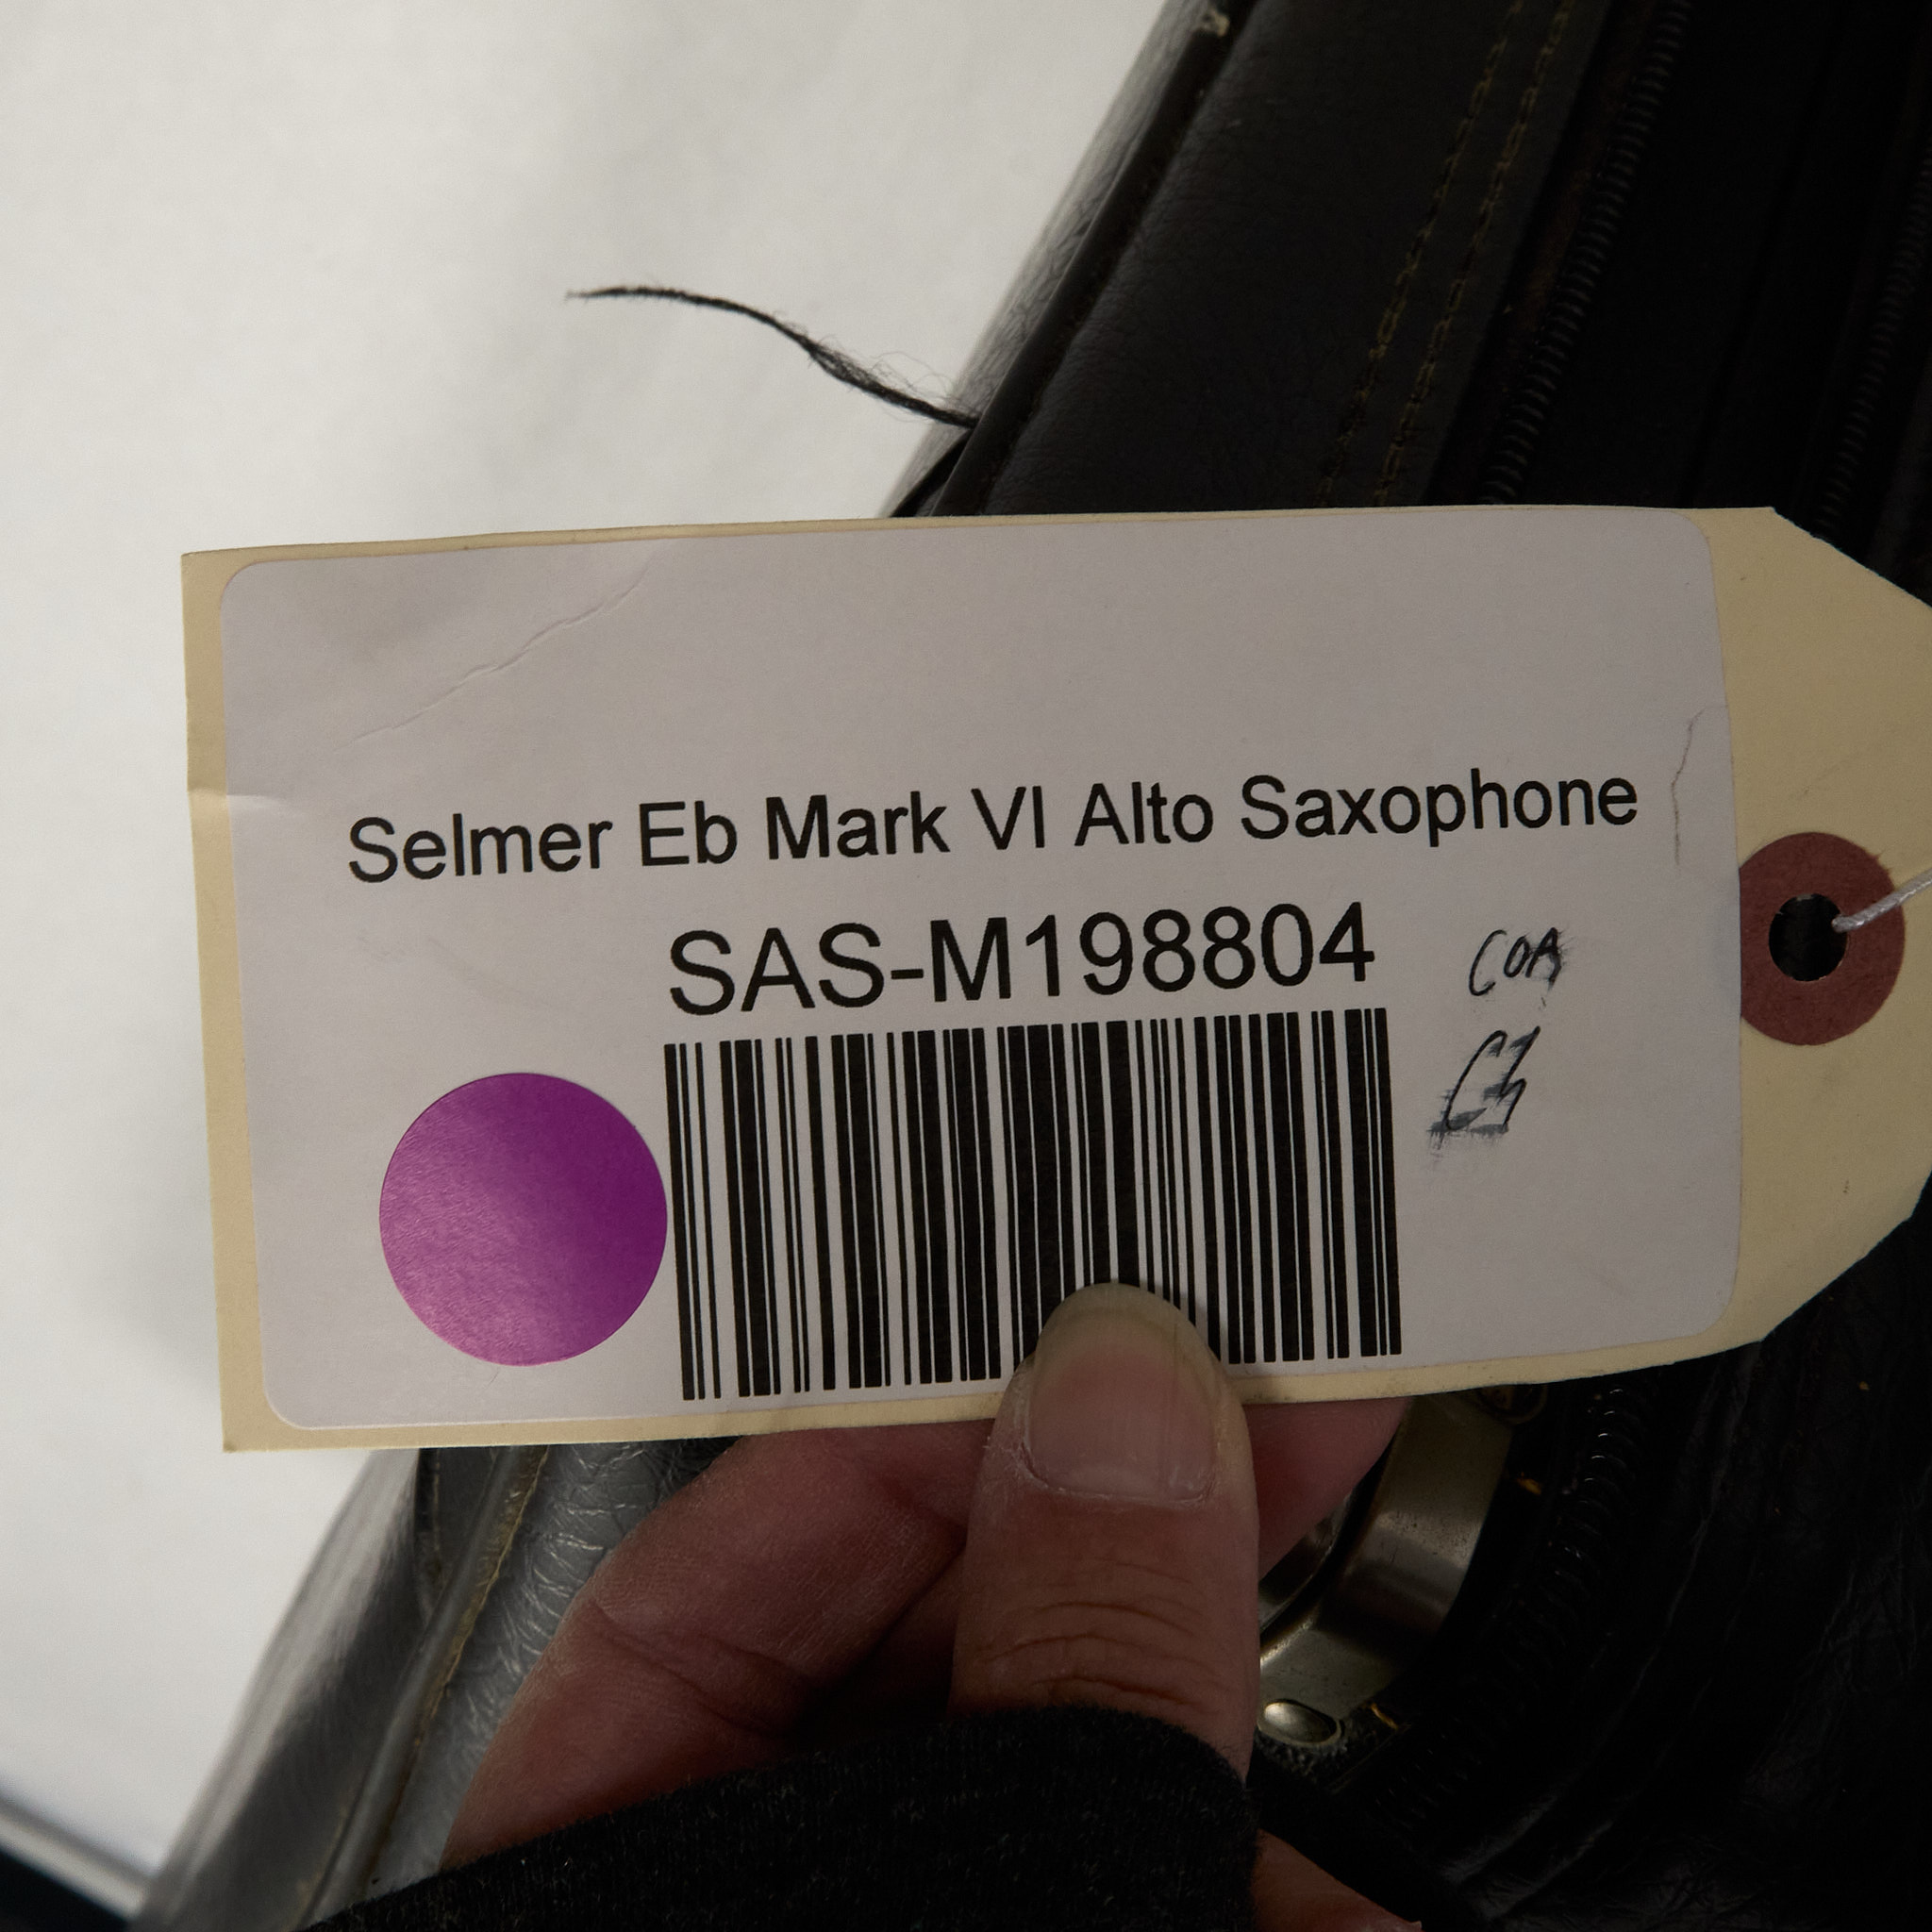 Selmer Eb Mark VI Alto Saxophone
SAS-M198804
COA